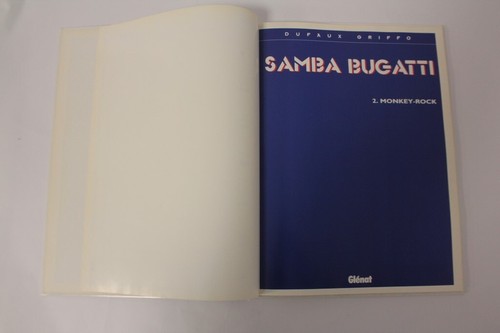 DUFAUX GRIFFO
SAMBA BUGATTI
2. MONKEY-ROCK
Glénat